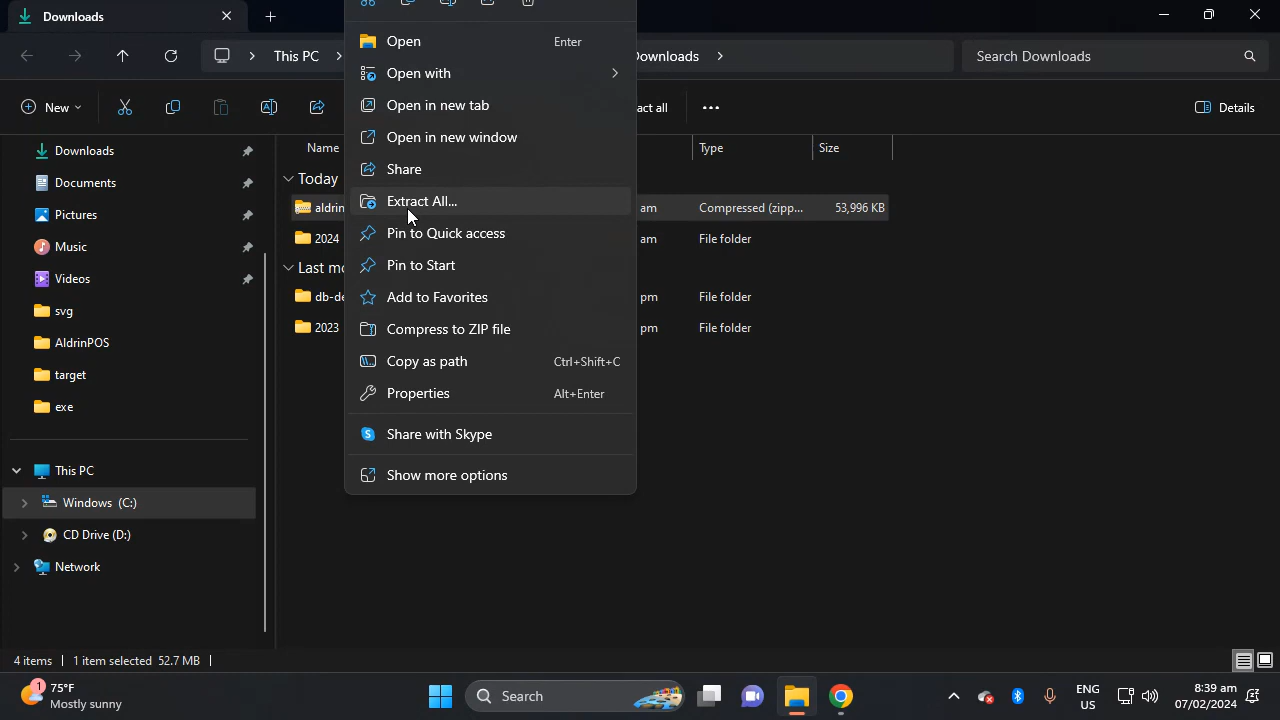 Downloads
This PC
Downloads
Search Downloads
New
act all
Details
Open Enter
Open with
Open in new tab
Open in new window
Share
Extract All...
Pin to Quick access
Pin to Start
Add to Favorites
Compress to ZIP file
Copy as path Ctrl+Shift+C
Properties Alt+Enter
Share with Skype
Show more options
Name Type Size
Today
aldrin am Compressed (zipp... 53,996 KB
2024 am File folder
Last mo
db-de pm File folder
2023 pm File folder
Downloads
Documents
Pictures
Music
Videos
svg
AldrinPOS
target
exe
This PC
Windows (C:)
CD Drive (D:)
Network
4 items 1 item selected 52.7 MB
1
75°F
Mostly sunny
Search
ENG
US
8:39 am
07/02/2024